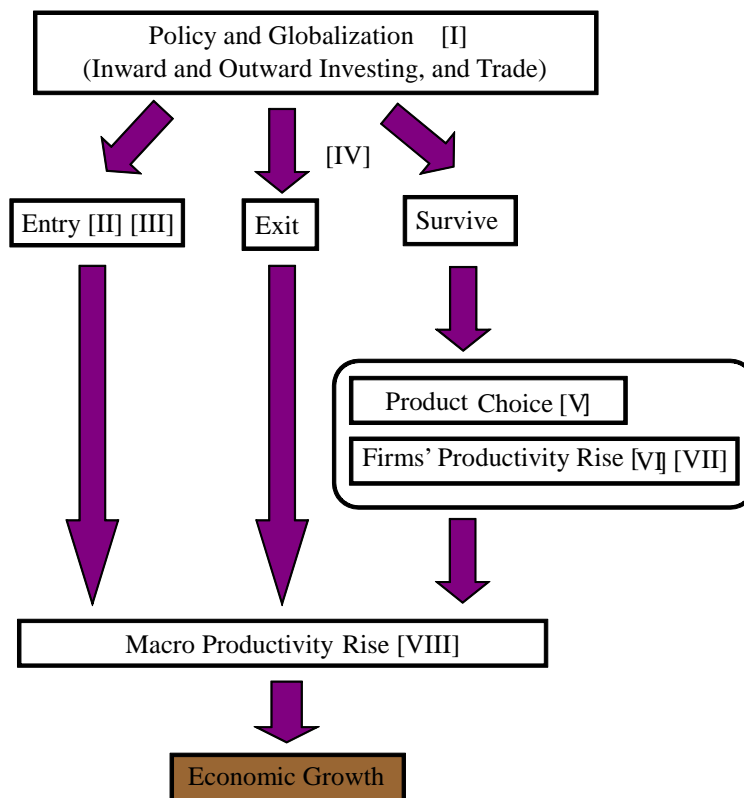 Policy and Globalization [I]
(Inward and Outward Investing, and Trade)
[IV]
Entry [II] [III]
Exit
Survive
Product Choice [V]
Firms' Productivity Rise [VI] [VII]
Macro Productivity Rise [VIII]
Economic Growth